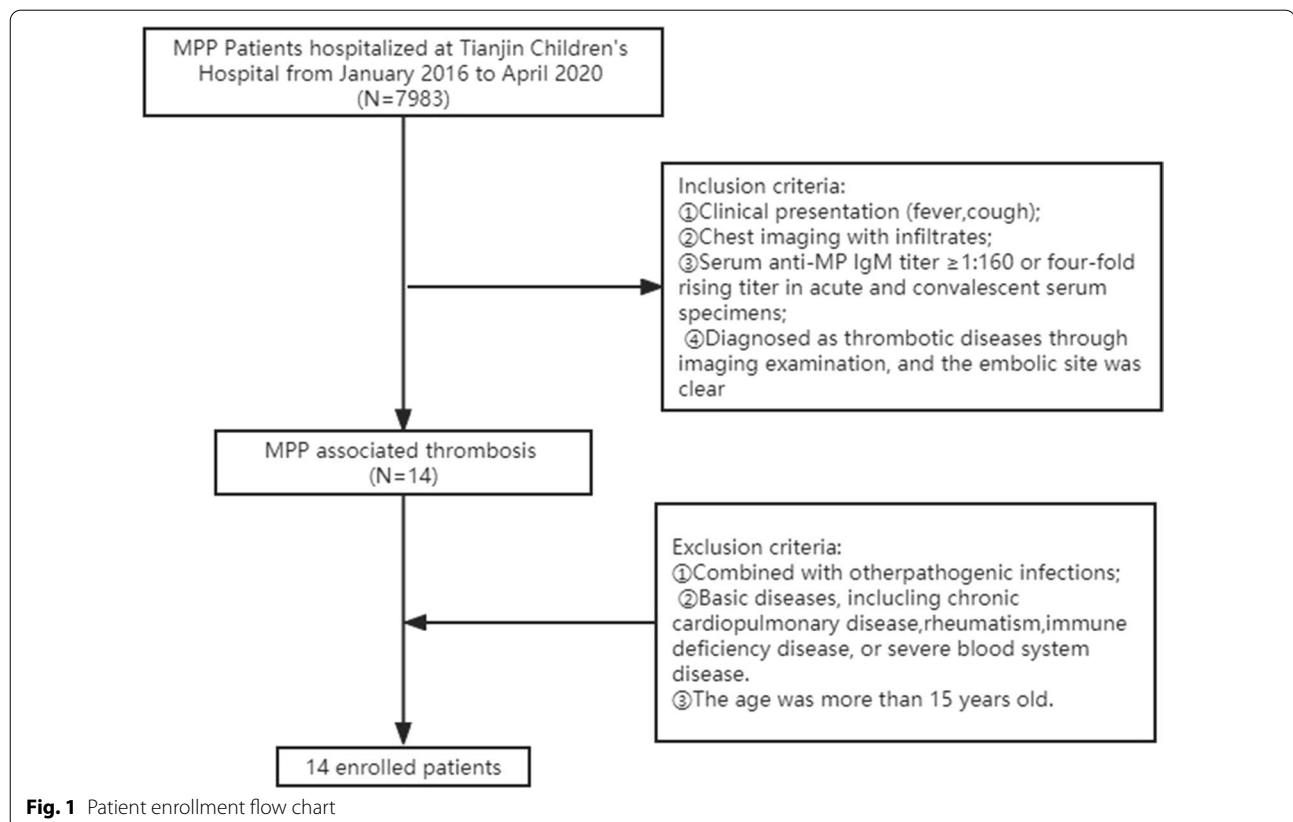 MPP Patients hospitalized at Tianjin Children's
Hospital from January 2016 to April 2020
(N=7983)
Inclusion criteria:
①Clinical presentation (fever,cough);
②Chest imaging with infiltrates;
③Serum anti-MP IgM titer ≥1:160 or four-fold
rising titer in acute and convalescent serum
specimens;
④Diagnosed as thrombotic diseases through
imaging examination, and the embolic site was
clear
MPP associated thrombosis
(N=14)
Exclusion criteria:
①Combined with otherpathogenic infections;
②Basic diseases, inclucling chronic
cardiopulmonary disease,rheumatism,immune
deficiency disease, or severe blood system
disease.
③The age was more than 15 years old.
14 enrolled patients
Fig. 1 Patient enrollment flow chart